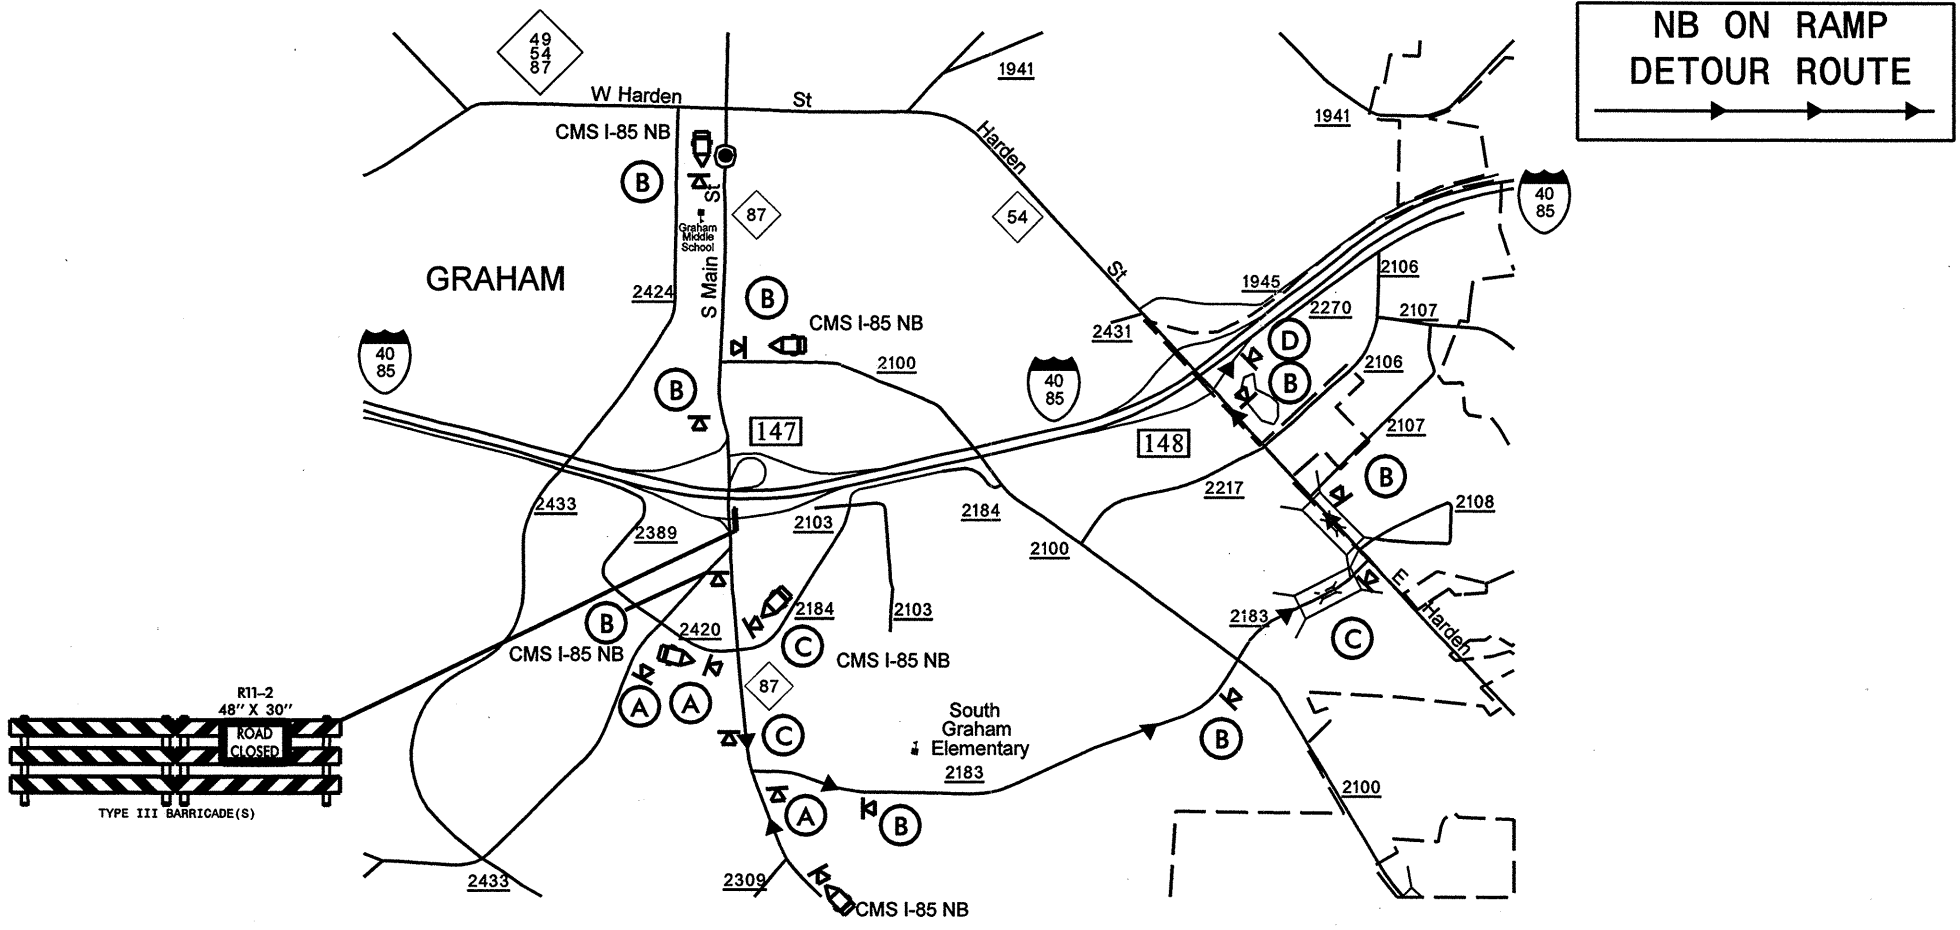 NB ON RAMP
DETOUR ROUTE
49
54
87
W Harden
St
1941
1941
CMS I-85 NB
Harden
B
S Main St
87
54
40
85
Graham
Middle
School
GRAHAM
2424
B
CMS I-85 NB
St
1945
2106
2270
2107
2431
D
40
85
B
2100
40
85
B
2106
147
148
2107
B
2433
2389
2103
2184
2217
2108
2100
B
2420
2184
2103
2183
E
Harden
CMS I-85 NB
C
CMS I-85 NB
C
A
A
87
R11-2
48" X 30"
ROAD
CLOSED
TYPE III BARRICADE(S)
C
South
Graham
Elementary
2183
B
2100
A
B
2433
2309
CMS I-85 NB